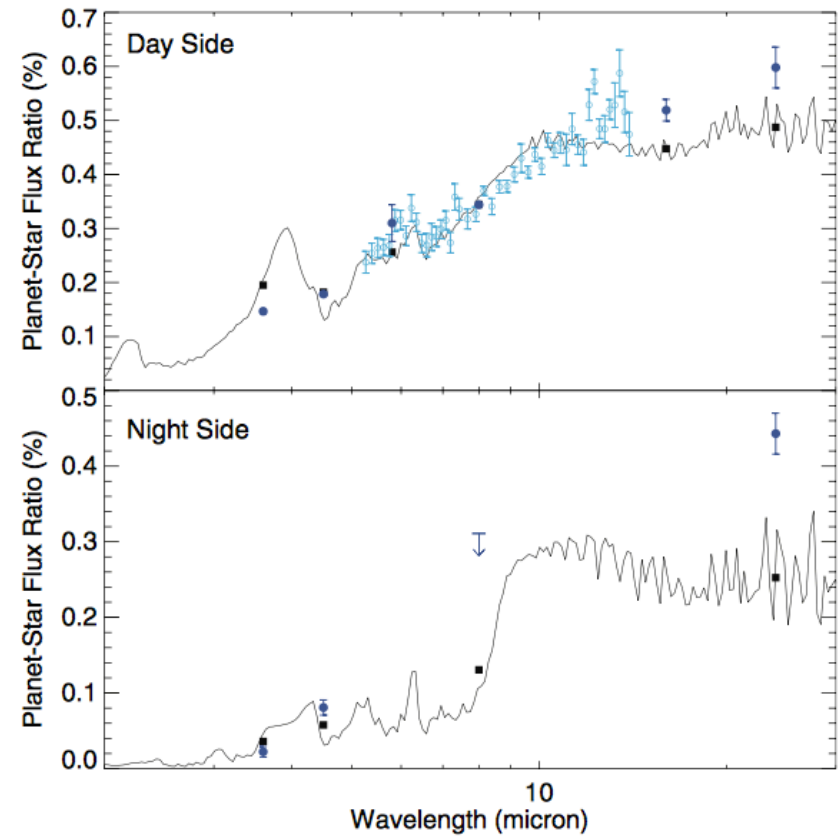 0.7
Day Side
0.6
0.5
0.4
0.3
0.2
0.1
Planet-Star Flux Ratio (%)
0.5
Night Side
0.4
0.3
0.2
0.1
0.0
Planet-Star Flux Ratio (%)
10
Wavelength (micron)